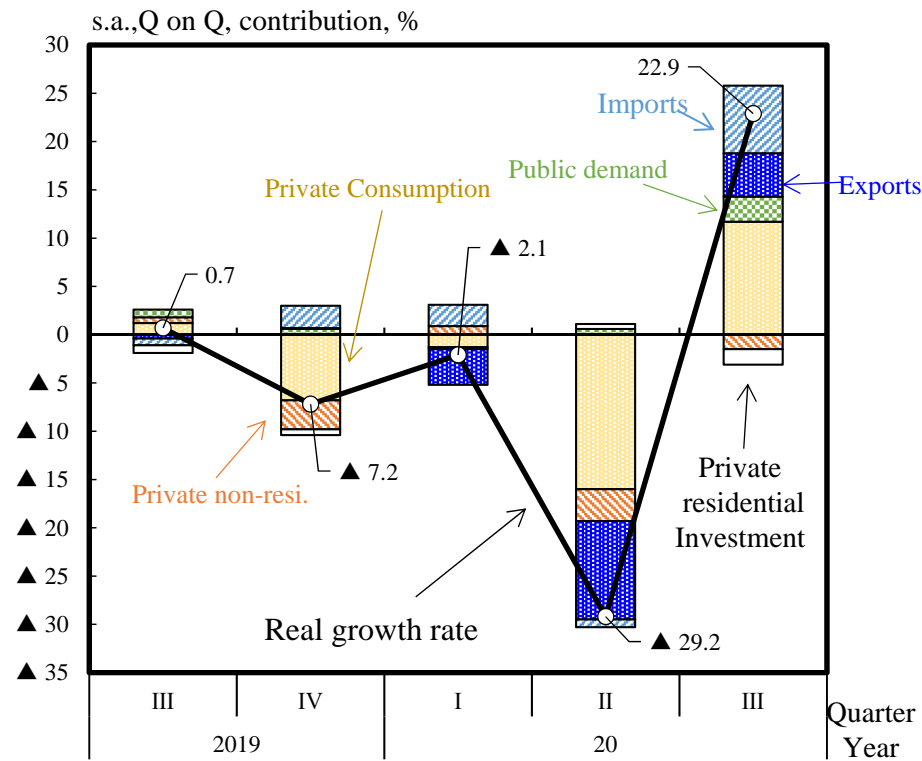 s.a.,Q on Q, contribution, %
30
25
20
15
10
5
0
▲ 5
▲ 10
▲ 15
▲ 20
▲ 25
▲ 30
▲ 35
22.9
Imports
Public demand
Exports
Private Consumption
▲ 2.1
0.7
▲ 7.2
Private non-resi.
Private
residential
Investment
Real growth rate
▲ 29.2
III IV I II III Quarter
2019 20 Year